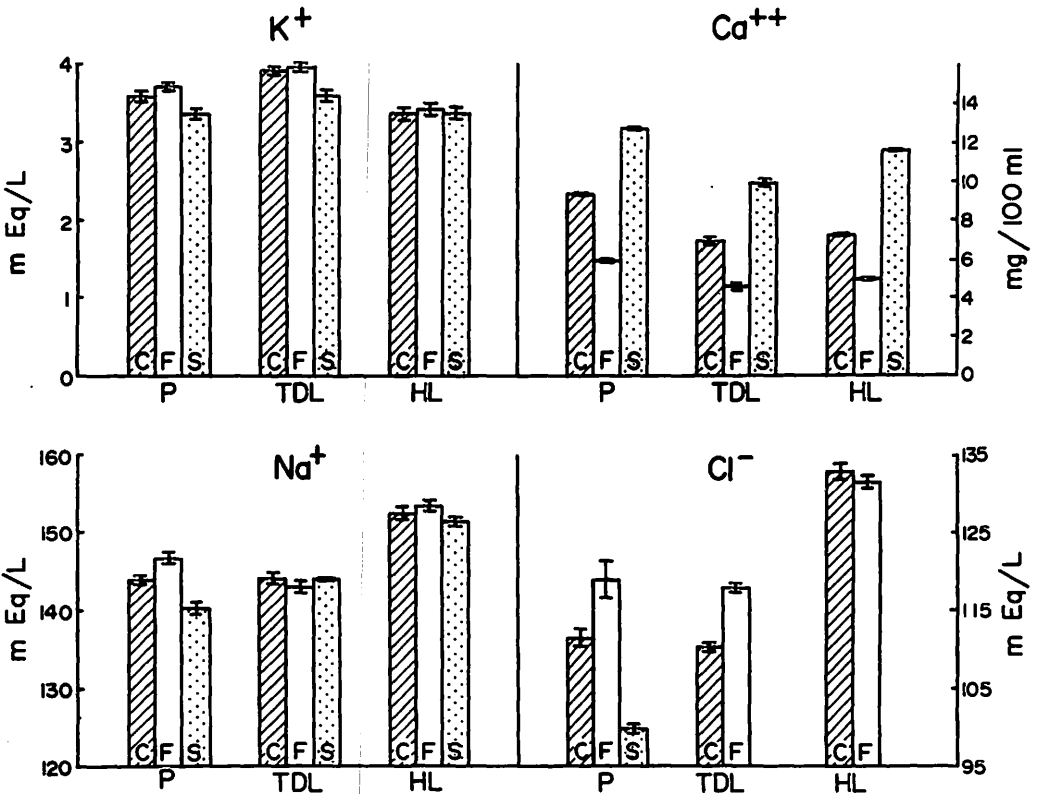 K+
Ca++
4
3
2
1
0
m Eq/L
14
12
10
8
6
4
2
0
mg/100 ml
C F S
C F S
C F S
C F S
C F S
C F S
P
TDL
HL
P
TDL
HL
Na+
Cl−
160
150
140
130
120
m Eq/L
135
125
115
105
95
m Eq/L
C F S
C F S
C F S
C F S
C F
C F
P
TDL
HL
P
TDL
HL